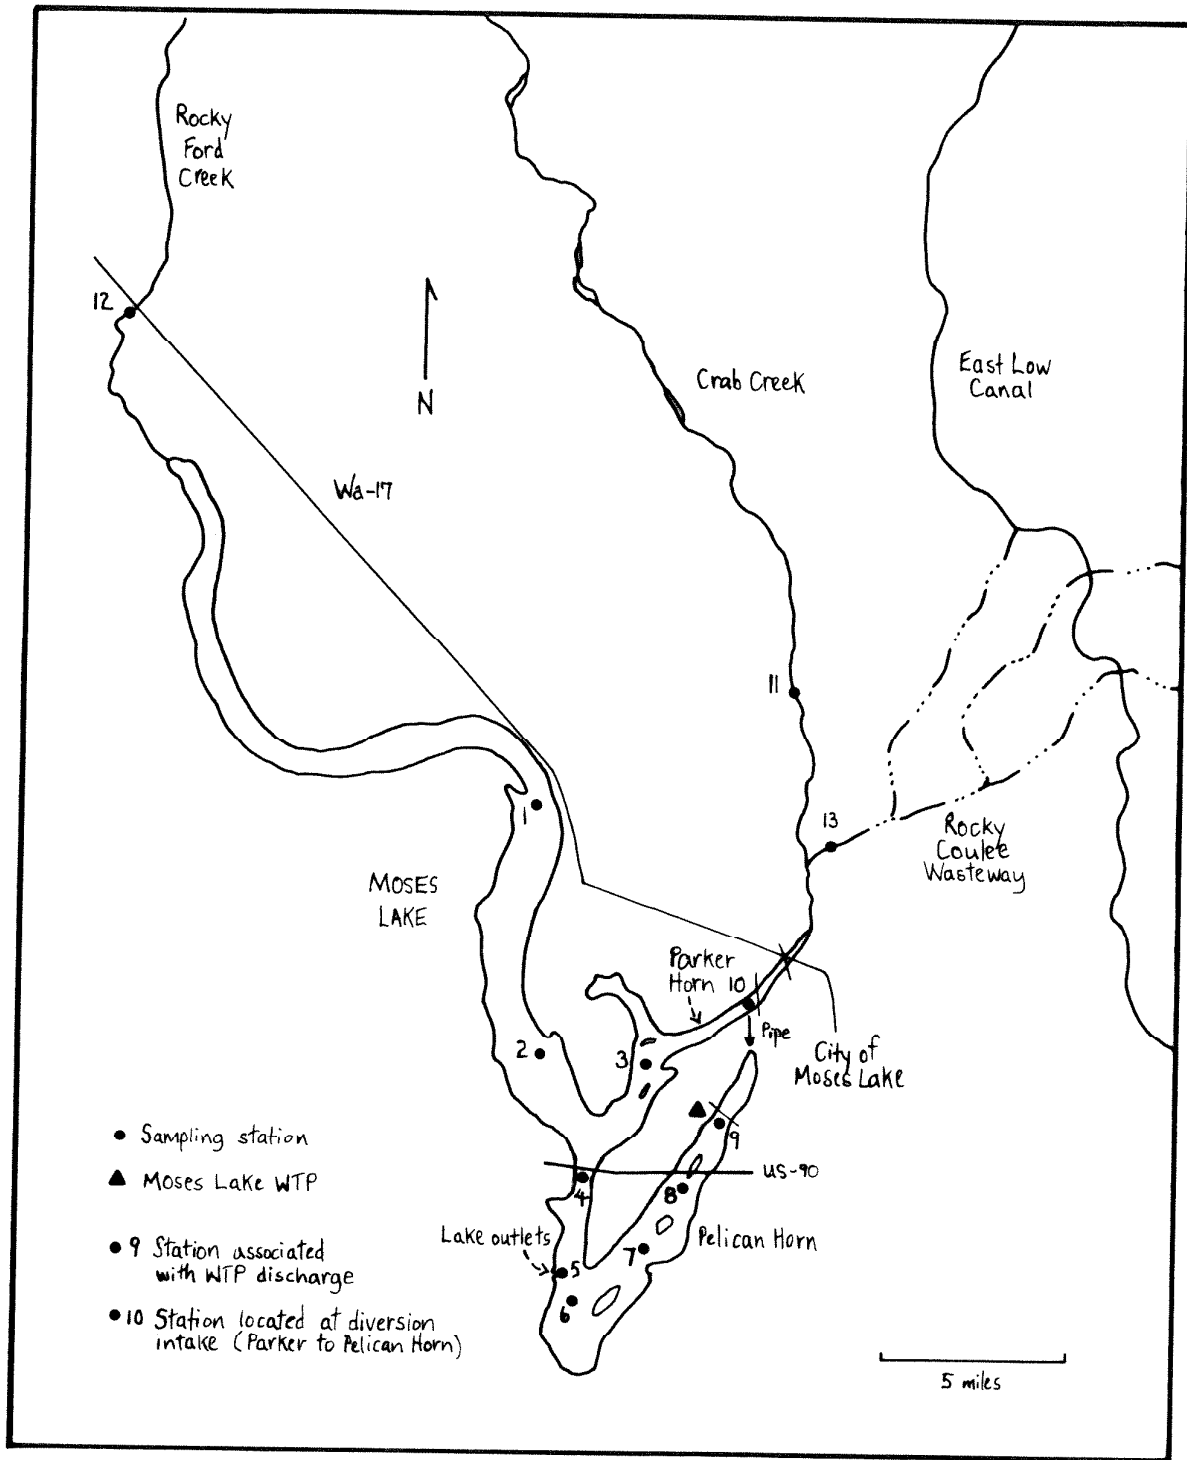 Rocky
Ford
Creek
12
N
Wa-17
Crab Creek
East Low
Canal
11
13
Rocky
Coulee
Wasteway
1
MOSES
LAKE
Parker
Horn 10
Pipe
City of
Moses Lake
2
3
9
US-90
4
8
Pelican Horn
7
Lake outlets
5
6
Sampling station
Moses Lake WTP
9 Station associated
with WTP discharge
10 Station located at diversion
intake (Parker to Pelican Horn)
5 miles